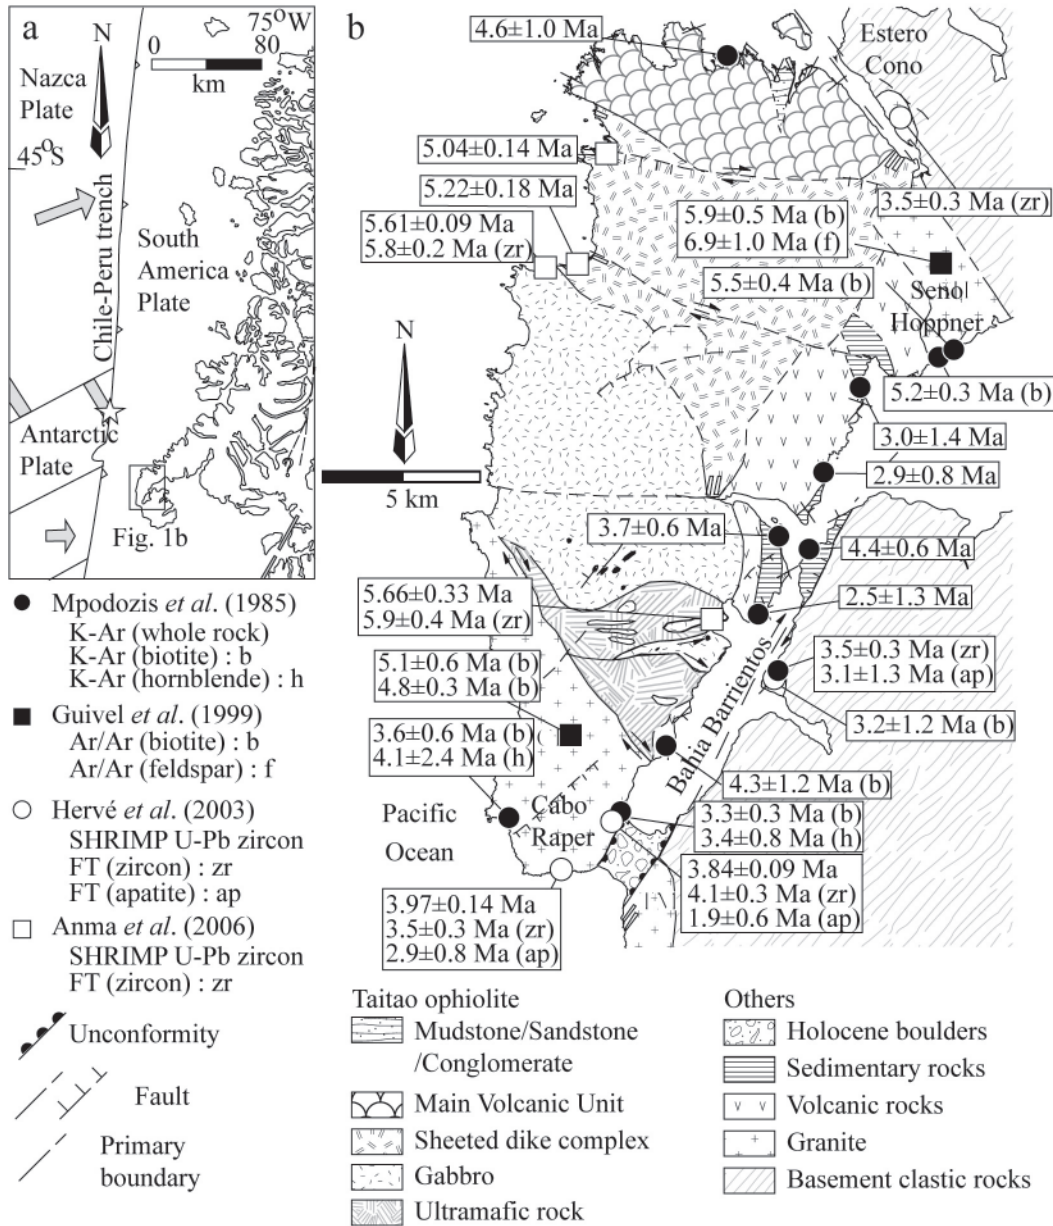 a
N
75°W
0 80
km
Nazca
Plate
45°S
Chile-Peru trench
South
America
Plate
Antarctic
Plate
?
Fig. 1b
b
4.6±1.0 Ma
Estero
Cono
5.04±0.14 Ma
5.22±0.18 Ma
3.5±0.3 Ma (zr)
5.61±0.09 Ma
5.8±0.2 Ma (zr)
5.9±0.5 Ma (b)
6.9±1.0 Ma (f)
5.5±0.4 Ma (b)
Seno
Hoppner
N
5 km
5.2±0.3 Ma (b)
3.0±1.4 Ma
2.9±0.8 Ma
3.7±0.6 Ma
4.4±0.6 Ma
5.66±0.33 Ma
5.9±0.4 Ma (zr)
2.5±1.3 Ma
5.1±0.6 Ma (b)
4.8±0.3 Ma (b)
3.5±0.3 Ma (zr)
3.1±1.3 Ma (ap)
3.2±1.2 Ma (b)
Bahia Barrientos
3.6±0.6 Ma (b)
4.1±2.4 Ma (h)
4.3±1.2 Ma (b)
Pacific
Ocean
Cabo
Raper
3.3±0.3 Ma (b)
3.4±0.8 Ma (h)
3.84±0.09 Ma
4.1±0.3 Ma (zr)
1.9±0.6 Ma (ap)
3.97±0.14 Ma
3.5±0.3 Ma (zr)
2.9±0.8 Ma (ap)
Mpodozis et al. (1985)
K-Ar (whole rock)
K-Ar (biotite) : b
K-Ar (hornblende) : h
Guivel et al. (1999)
Ar/Ar (biotite) : b
Ar/Ar (feldspar) : f
Hervé et al. (2003)
SHRIMP U-Pb zircon
FT (zircon) : zr
FT (apatite) : ap
Anma et al. (2006)
SHRIMP U-Pb zircon
FT (zircon) : zr
Unconformity
Fault
Primary
boundary
Taitao ophiolite
Mudstone/Sandstone
/Conglomerate
Main Volcanic Unit
Sheeted dike complex
Gabbro
Ultramafic rock
Others
Holocene boulders
Sedimentary rocks
Volcanic rocks
Granite
Basement clastic rocks